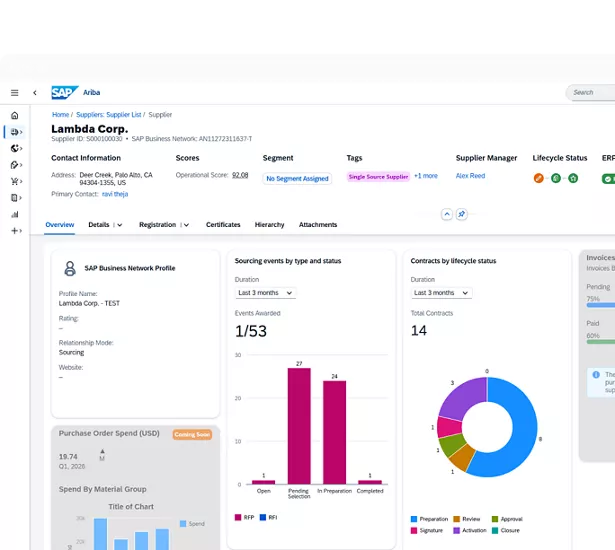 SAP Ariba
Search
Home / Suppliers: Supplier List / Supplier
Lambda Corp.
Supplier ID: S000100030 • SAP Business Network: AN11272311637-T
Contact Information
Address: Deer Creek, Palo Alto, CA
94304-1355, US
Primary Contact: ravi theja
Scores
Operational Score: 92.08
Segment
No Segment Assigned
Tags
Single Source Supplier +1 more
Supplier Manager
Alex Reed
Lifecycle Status
ERP
Overview Details Registration Certificates Hierarchy Attachments
SAP Business Network Profile
Profile Name:
Lambda Corp. - TEST
Rating:
–
Relationship Mode:
Sourcing
Website:
–
Purchase Order Spend (USD) Coming Soon
19.74 M
Q1, 2026
Spend By Material Group
Title of Chart
30k
20k
Spend
Sourcing events by type and status
Duration
Last 3 months
Events Awarded
1/53
30
20
10
0
1
27
24
1
Open
Pending
Selection
In Preparation
Completed
RFP RFI
Contracts by lifecycle status
Duration
Last 3 months
Total Contracts
14
0
3
1
1
1
8
Preparation Review Approval
Signature Activation Closure
Invoices
Invoices B
Pending
75%
Paid
60%
The
pur
sup